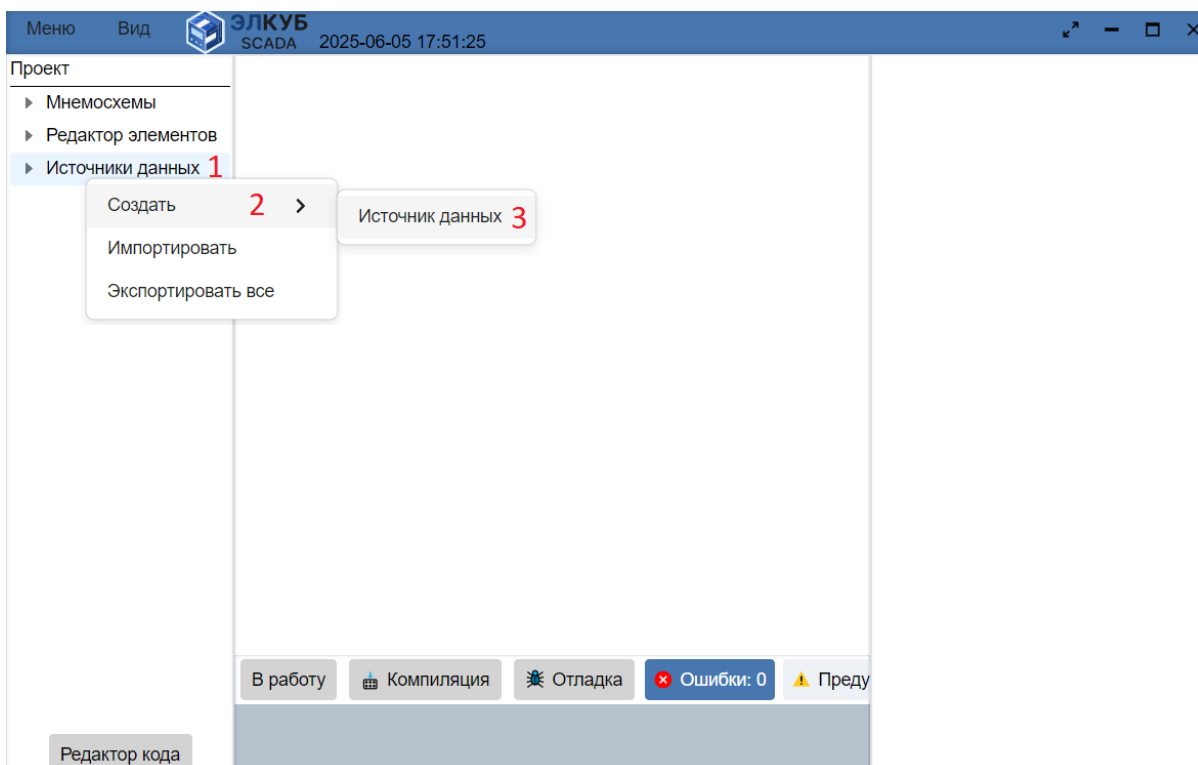 Меню Вид ЭЛКУБ
SCADA 2025-06-05 17:51:25
Проект
Мнемосхемы
Редактор элементов
Источники данных 1
Создать 2
Источник данных 3
Импортировать
Экспортировать все
В работу Компиляция Отладка Ошибки: 0 Преду
Редактор кода